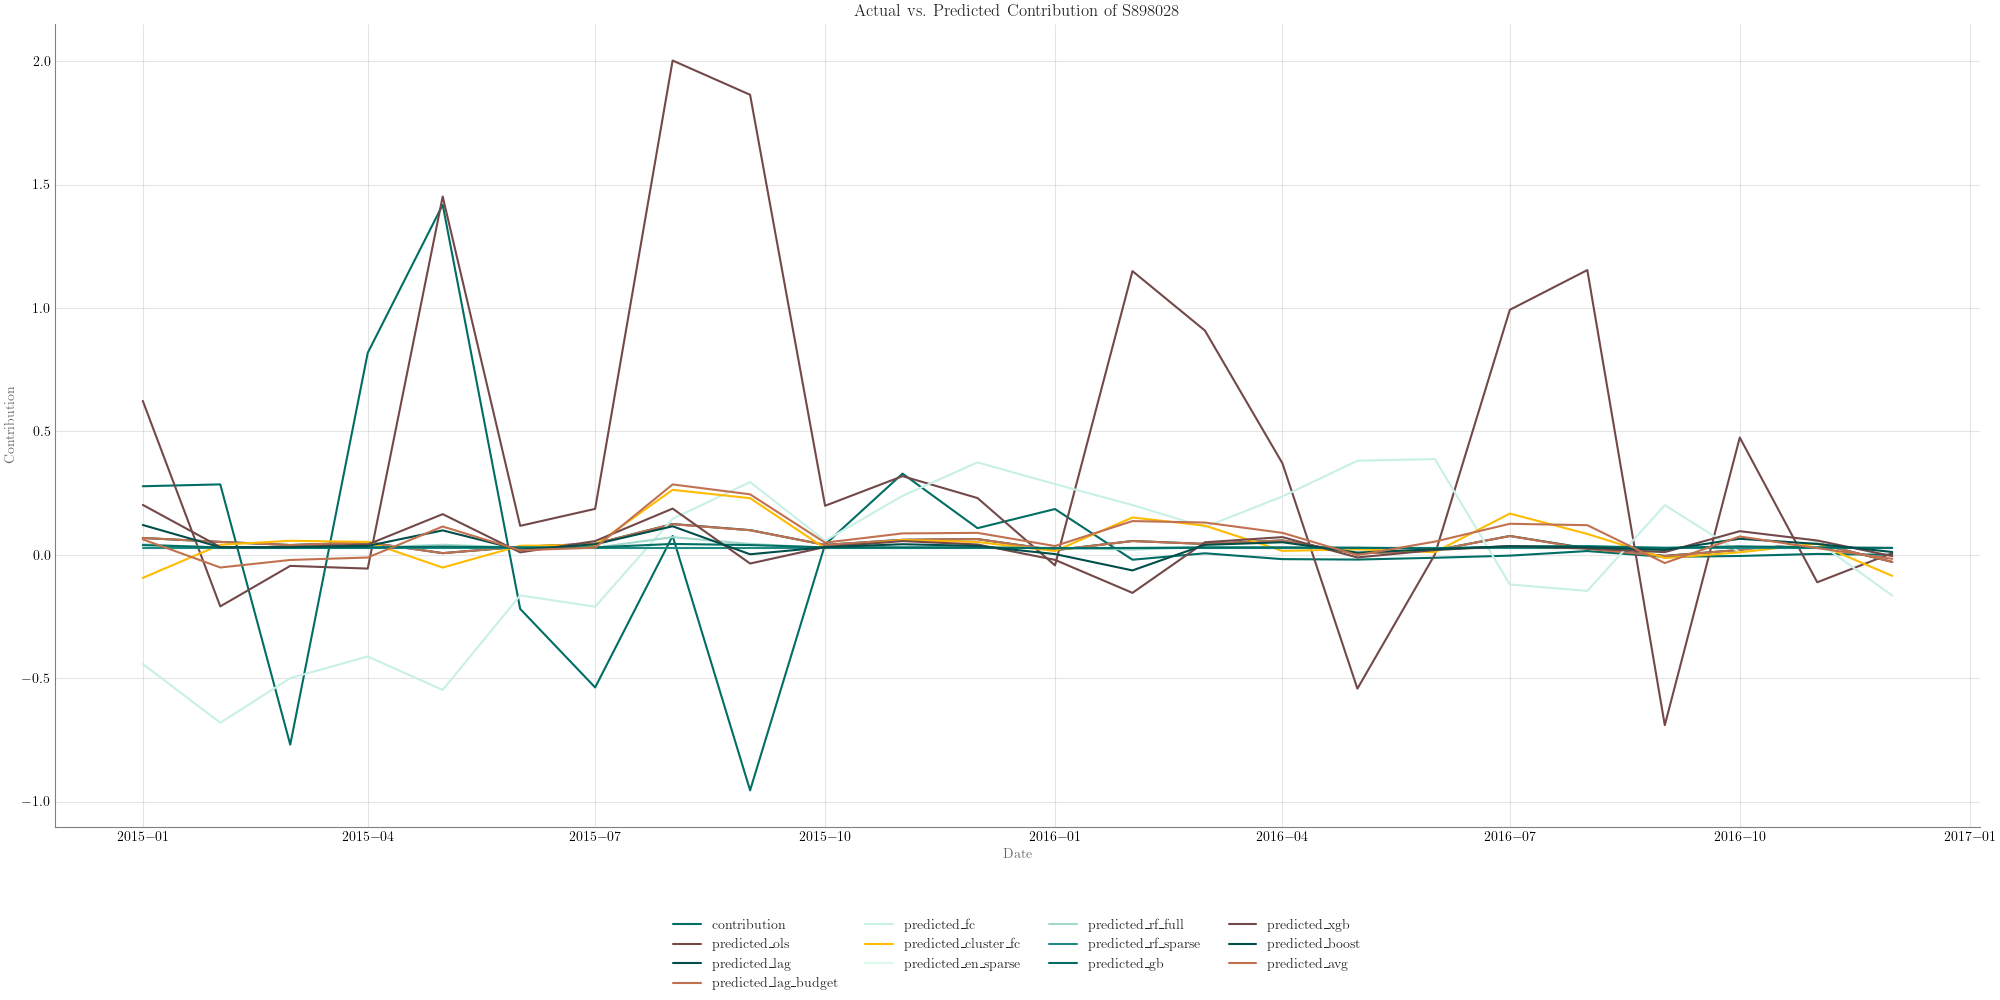 Actual vs. Predicted Contribution of S898028
2.0
1.5
1.0
0.5
0.0
−0.5
−1.0
Contribution
2015−01 2015−04 2015−07 2015−10 2016−01 2016−04 2016−07 2016−10 2017−01
Date
contribution predicted_fc predicted_rf_full predicted_xgb
predicted_ols predicted_cluster_fc predicted_rf_sparse predicted_boost
predicted_lag predicted_en_sparse predicted_gb predicted_avg
predicted_lag_budget